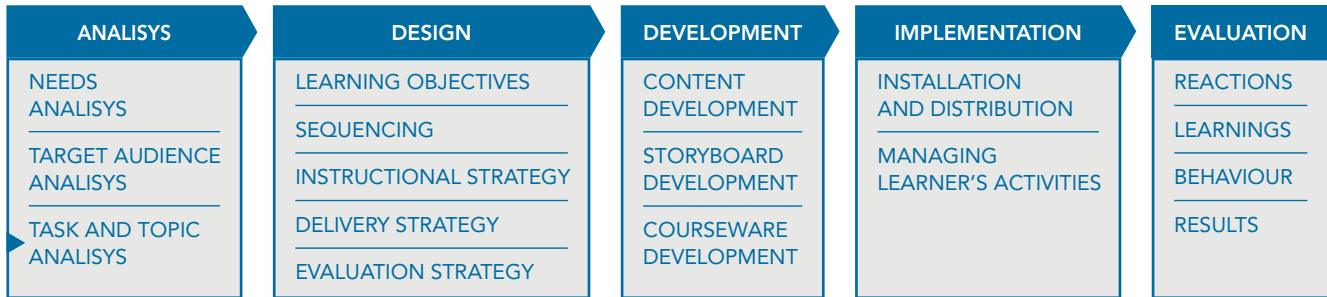 ANALISYS
NEEDS
ANALISYS
TARGET AUDIENCE
ANALISYS
TASK AND TOPIC
ANALISYS
DESIGN
LEARNING OBJECTIVES
SEQUENCING
INSTRUCTIONAL STRATEGY
DELIVERY STRATEGY
EVALUATION STRATEGY
DEVELOPMENT
CONTENT
DEVELOPMENT
STORYBOARD
DEVELOPMENT
COURSEWARE
DEVELOPMENT
IMPLEMENTATION
INSTALLATION
AND DISTRIBUTION
MANAGING
LEARNER’S ACTIVITIES
EVALUATION
REACTIONS
LEARNINGS
BEHAVIOUR
RESULTS